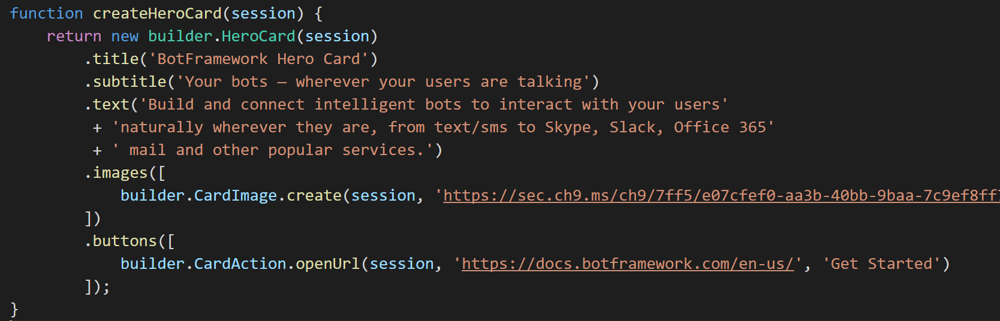 function createHeroCard(session) {
    return new builder.HeroCard(session)
        .title('BotFramework Hero Card')
        .subtitle('Your bots — wherever your users are talking')
        .text('Build and connect intelligent bots to interact with your users'
         + 'naturally wherever they are, from text/sms to Skype, Slack, Office 365'
         + ' mail and other popular services.')
        .images([
            builder.CardImage.create(session, 'https://sec.ch9.ms/ch9/7ff5/e07cfef0-aa3b-40bb-9baa-7c9ef8ff7
        ])
        .buttons([
            builder.CardAction.openUrl(session, 'https://docs.botframework.com/en-us/', 'Get Started')
        ]);
}